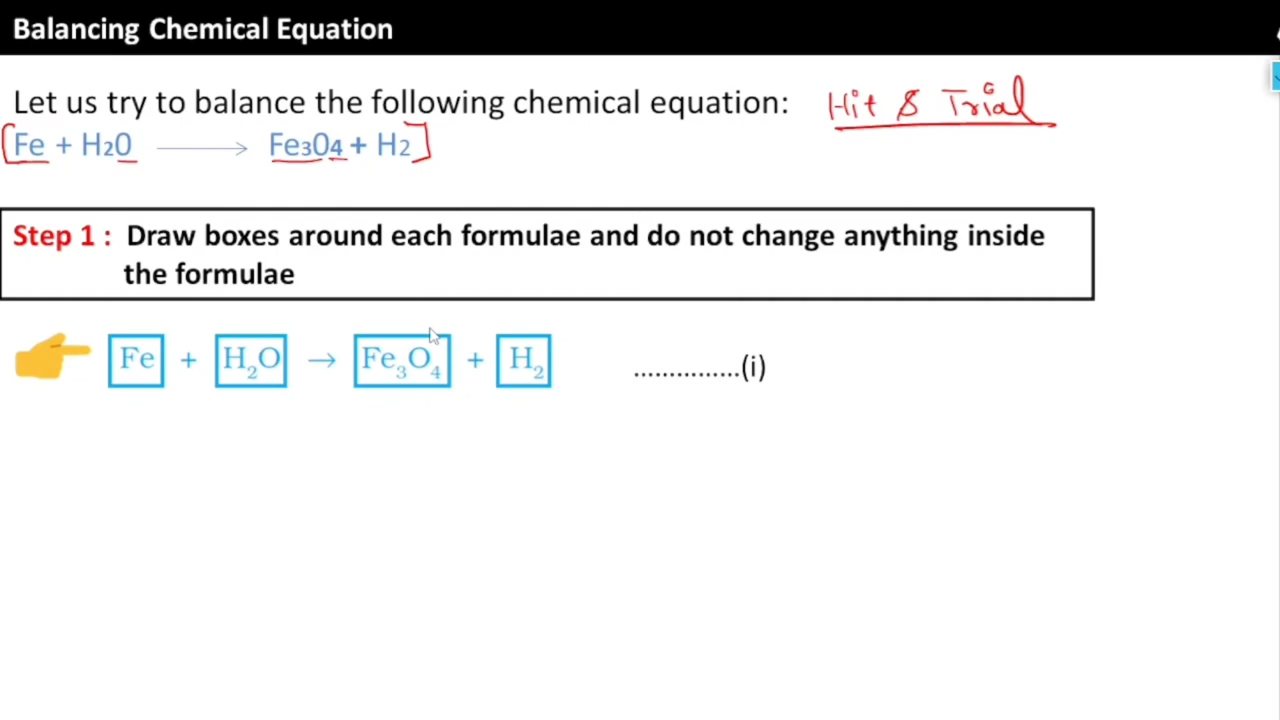 Balancing Chemical Equation
Let us try to balance the following chemical equation: Hit & Trial
[Fe + H2O ⟶ Fe3O4 + H2]
Step 1 : Draw boxes around each formulae and do not change anything inside
the formulae
Fe + H₂O → Fe₃O₄ + H₂ ...............(i)